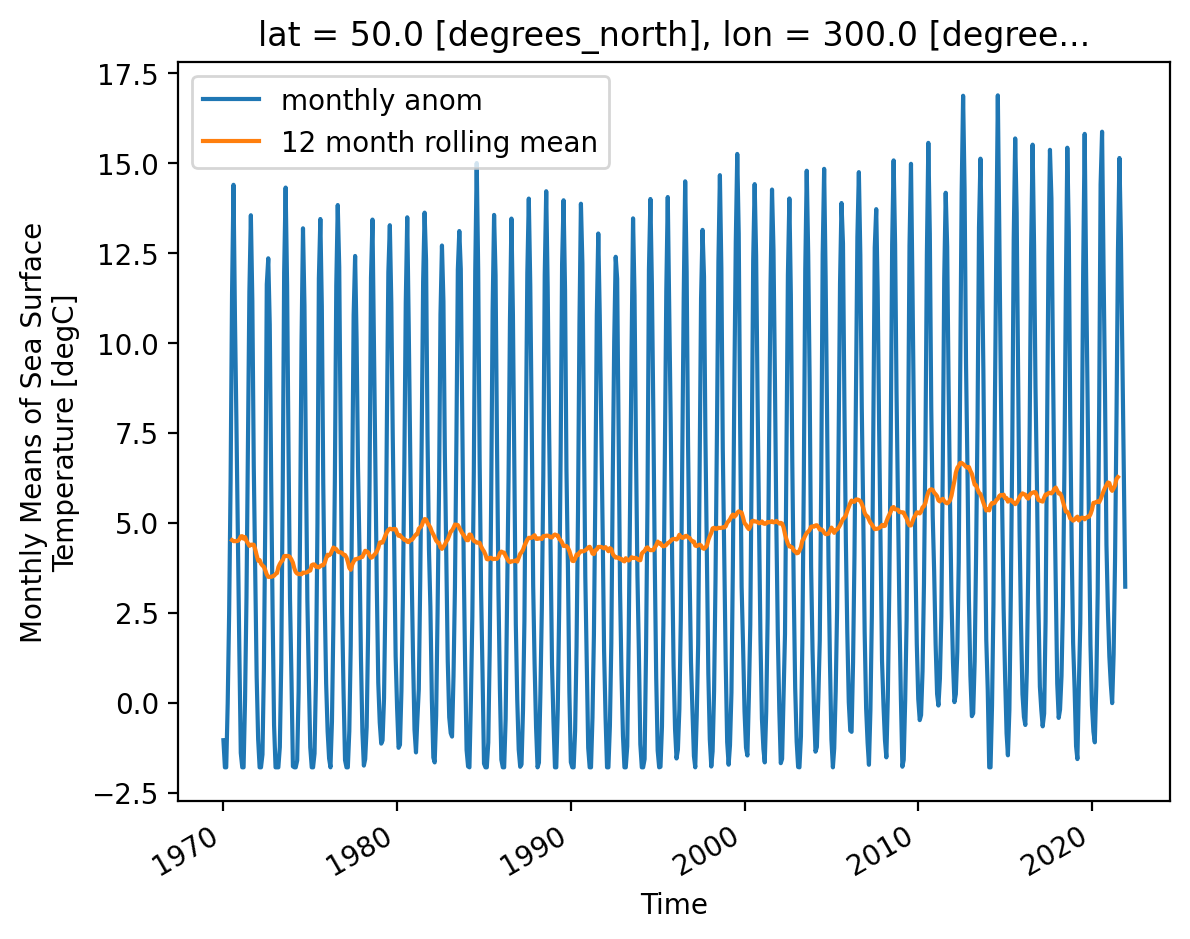 lat = 50.0 [degrees_north], lon = 300.0 [degree...
17.5
15.0
12.5
10.0
7.5
5.0
2.5
0.0
−2.5
Monthly Means of Sea Surface
Temperature [degC]
monthly anom
12 month rolling mean
1970
1980
1990
2000
2010
2020
Time